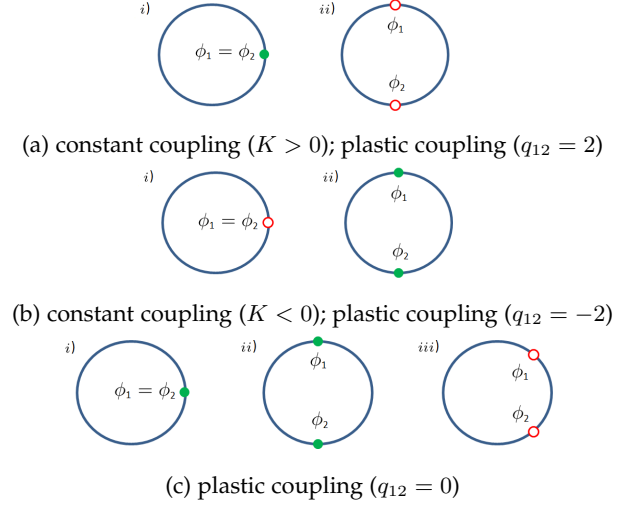 i) ii)
ϕ₁ = ϕ₂ ϕ₁
ϕ₂
(a) constant coupling (K > 0); plastic coupling (q₁₂ = 2)
i) ii)
ϕ₁ = ϕ₂ ϕ₁
ϕ₂
(b) constant coupling (K < 0); plastic coupling (q₁₂ = −2)
i) ii) iii)
ϕ₁ = ϕ₂ ϕ₁ ϕ₁
ϕ₂ ϕ₂
(c) plastic coupling (q₁₂ = 0)